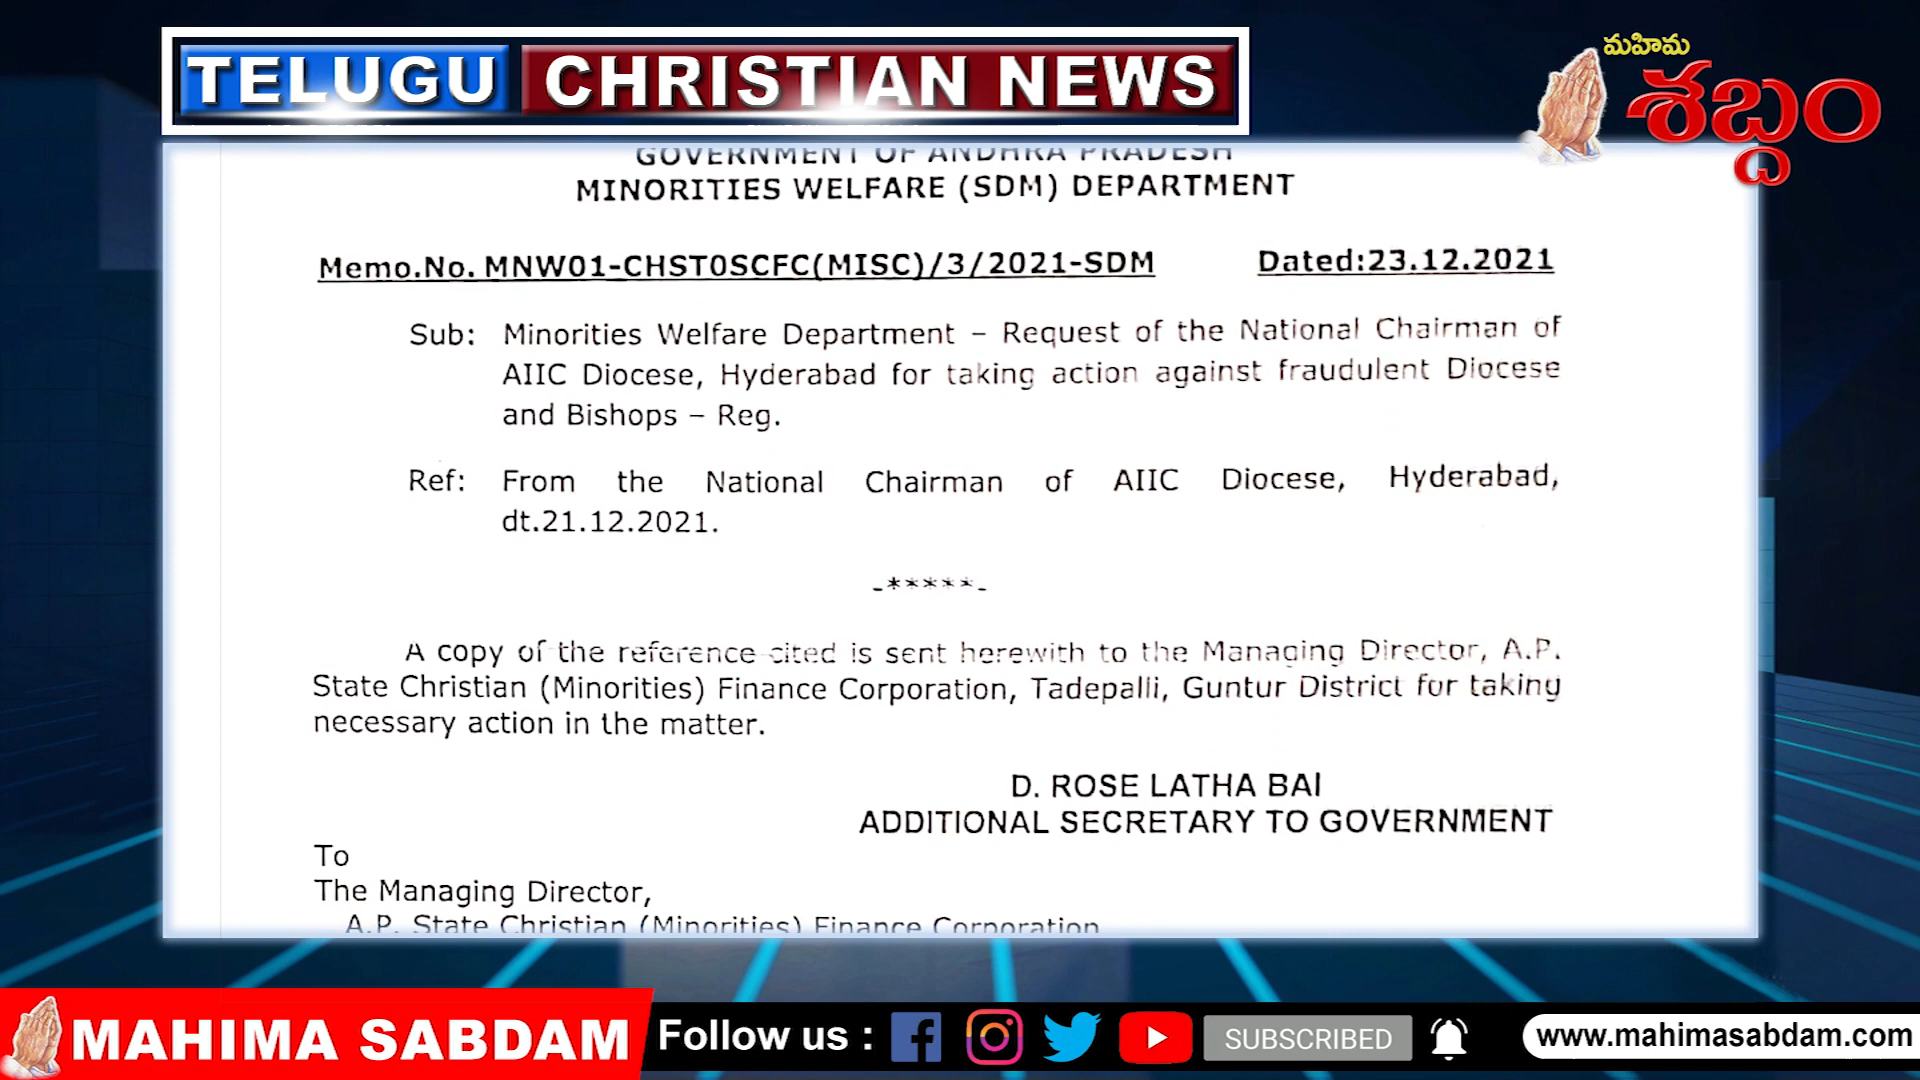 TELUGU CHRISTIAN NEWS
మహిమ
శబ్దం
GOVERNMENT OF ANDHRA PRADESH
MINORITIES WELFARE (SDM) DEPARTMENT
Memo.No. MNW01-CHST0SCFC(MISC)/3/2021-SDM Dated:23.12.2021
Sub: Minorities Welfare Department – Request of the National Chairman of
AIIC Diocese, Hyderabad for taking action against fraudulent Diocese
and Bishops – Reg.
Ref: From the National Chairman of AIIC Diocese, Hyderabad,
dt.21.12.2021.
-*****-
A copy of the reference cited is sent herewith to the Managing Director, A.P.
State Christian (Minorities) Finance Corporation, Tadepalli, Guntur District for taking
necessary action in the matter.
D. ROSE LATHA BAI
ADDITIONAL SECRETARY TO GOVERNMENT
To
The Managing Director,
A.P. State Christian (Minorities) Finance Corporation
MAHIMA SABDAM Follow us : SUBSCRIBED www.mahimasabdam.com